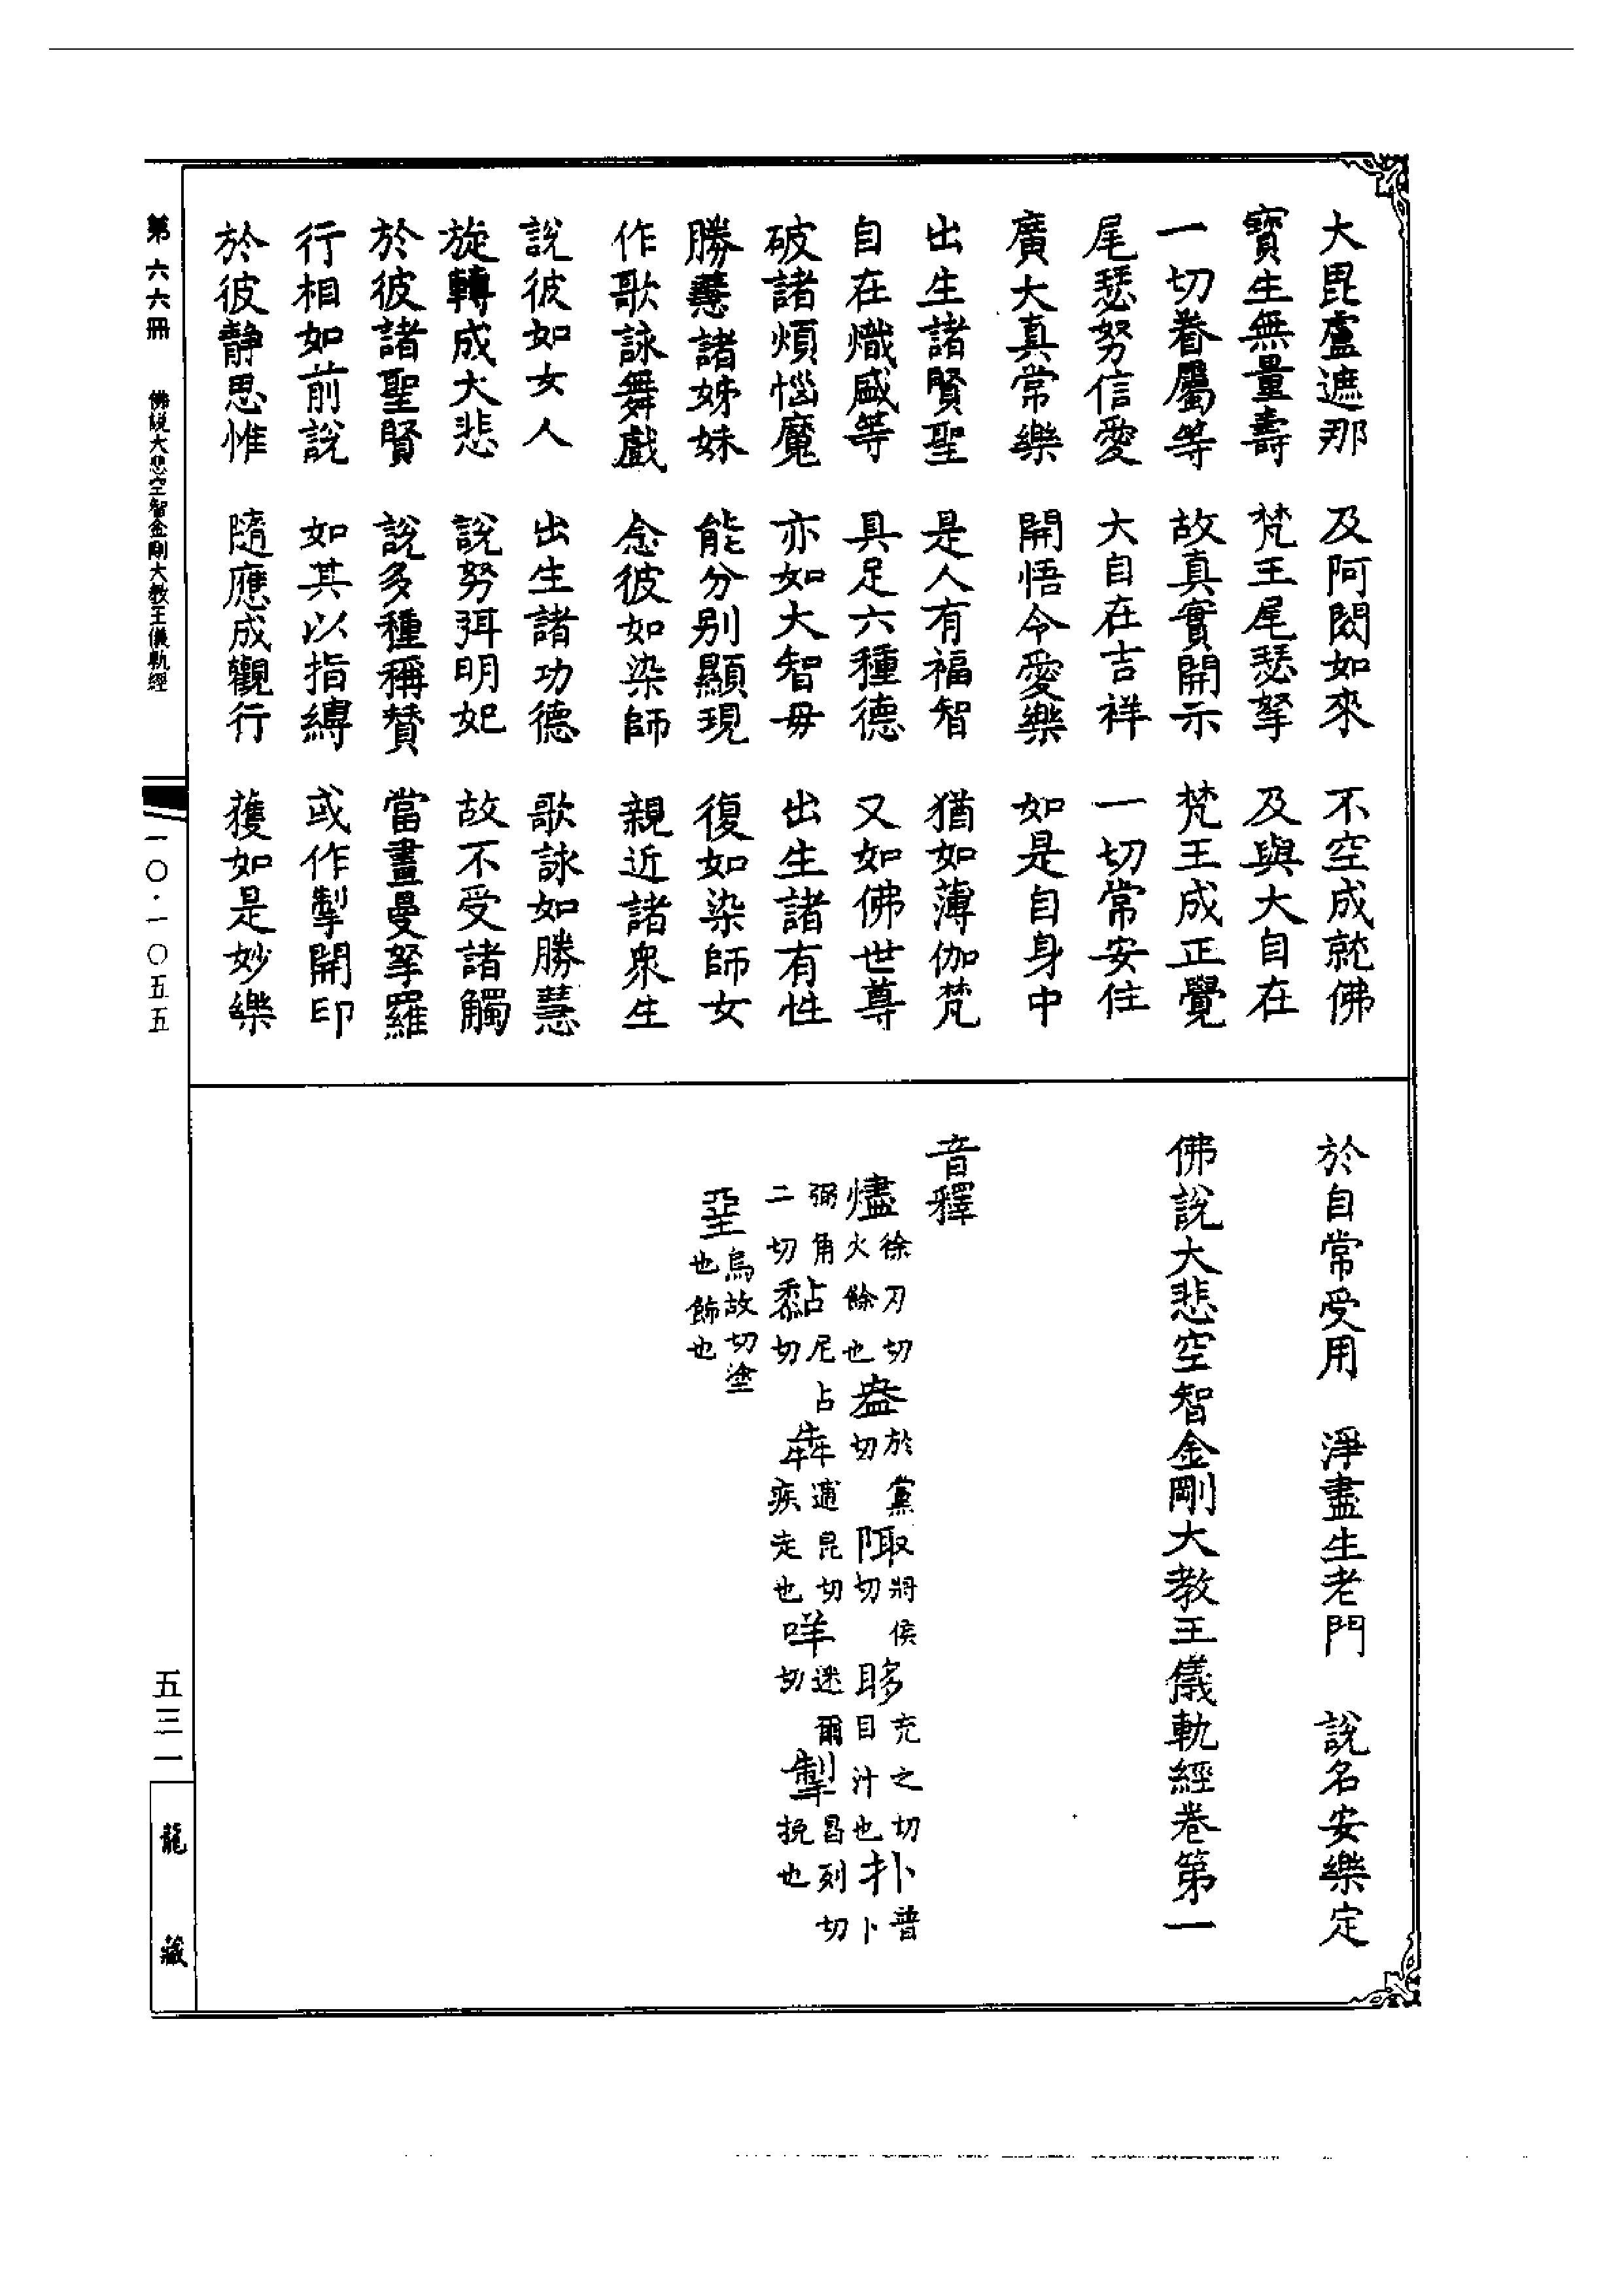 大毘盧遮那　及阿閦如來　不空成就佛
寶生無量壽　梵王尾瑟拏　及與大自在
一切眷屬等　故真實開示　梵王成正覺
尾瑟努信愛　大自在吉祥　一切常安住
廣大真常樂　開悟令愛樂　如是自身中
出生諸賢聖　是人有福智　猶如薄伽梵
自在熾盛等　具足六種德　又如佛世尊
破諸煩惱魔　亦如大智毋　出生諸有性
勝慧諸姊妹　能分別顯現　復如染師女
作歌詠舞戲　念彼如染師　親近諸衆生
說彼如女人　出生諸功德　歌詠如勝慧
旋轉成大悲　說努弭明妃　故不受諸觸
於彼諸聖賢　說多種稱賛　當畫曼拏羅
行相如前說　如其以指縛　或作掣開印
於彼靜思惟　隨應成觀行　獲如是妙樂
於自常受用　淨盡生老門　說名安樂定
佛說大悲空智金剛大教王儀軌經卷第一
音釋
燼徐刃切火餘也盎於黨切陬將侯切眵充之切目汁也扑普卜
弼角二切黏尼占切犇逋昆切疾走也咩迷爾切掣昌列切挽也
堊烏故切塗也飾也
第六六冊　佛說大悲空智金剛大教王儀軌經　一〇·一〇五五
五三一
龍藏